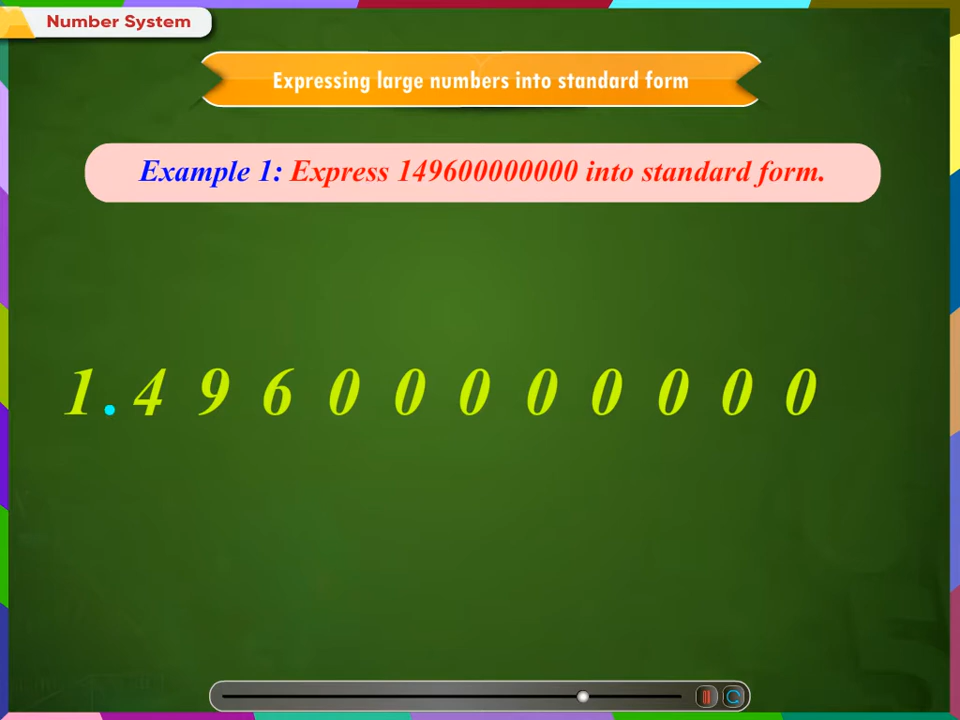 Number System
Expressing large numbers into standard form
Example 1: Express 149600000000 into standard form.
1.4 9 6 0 0 0 0 0 0 0 0